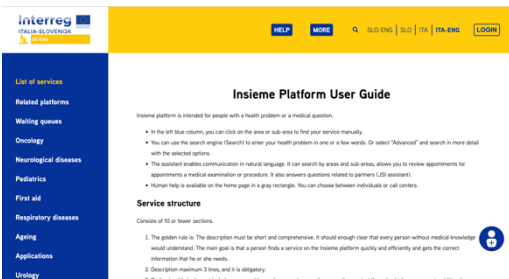 Interreg
ITALIA-SLOVENIJA
HELP
MORE
SLO-ENG
SLO
ITA
ITA-ENG
LOGIN
List of services
Related platforms
Waiting queues
Oncology
Neurological diseases
Pediatrics
First aid
Respiratory diseases
Ageing
Applications
Urology
Insieme Platform User Guide
Insieme platform is intended for people with a health problem or a medical question.
• In the left blue column, you can click on the area or sub-area to find your service manually.
• You can use the search engine (Search) to enter your health problem in one or a few words. Or select "Advanced" and search in more detail
with the selected options.
• The assistant enables communication in natural language. It can search by areas and sub-areas, allows you to review appointments for
appointments a medical examination or procedure. It also answers questions related to partners (JSI assistant).
• Human help is available on the home page in a gray rectangle. You can choose between individuals or call centers.
Service structure
Consists of 10 or fewer sections.
1. The golden rule is: The description must be short and comprehensive. It should enough clear that every person without medical knowledge
would understand. The main goal is that a person finds a service on the Insieme platform quickly and efficiently and gets the correct
information that he or she needs.
2. Description maximum 3 lines, and it is obligatory.